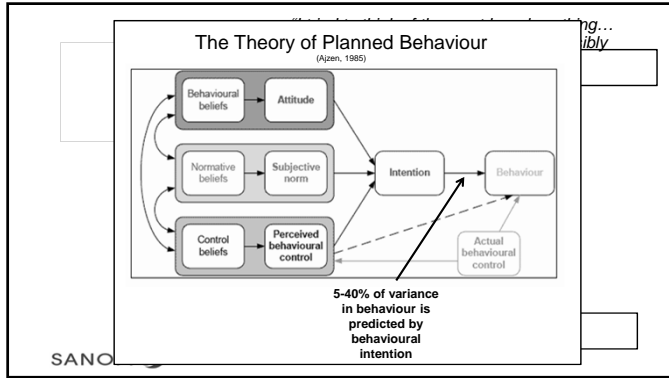 The Theory of Planned Behaviour
(Ajzen, 1985)
Behavioural
beliefs
Attitude
Normative
beliefs
Subjective
norm
Intention
Behaviour
Control
beliefs
Perceived
behavioural
control
Actual
behavioural
control
5-40% of variance
in behaviour is
predicted by
behavioural
intention
SANO